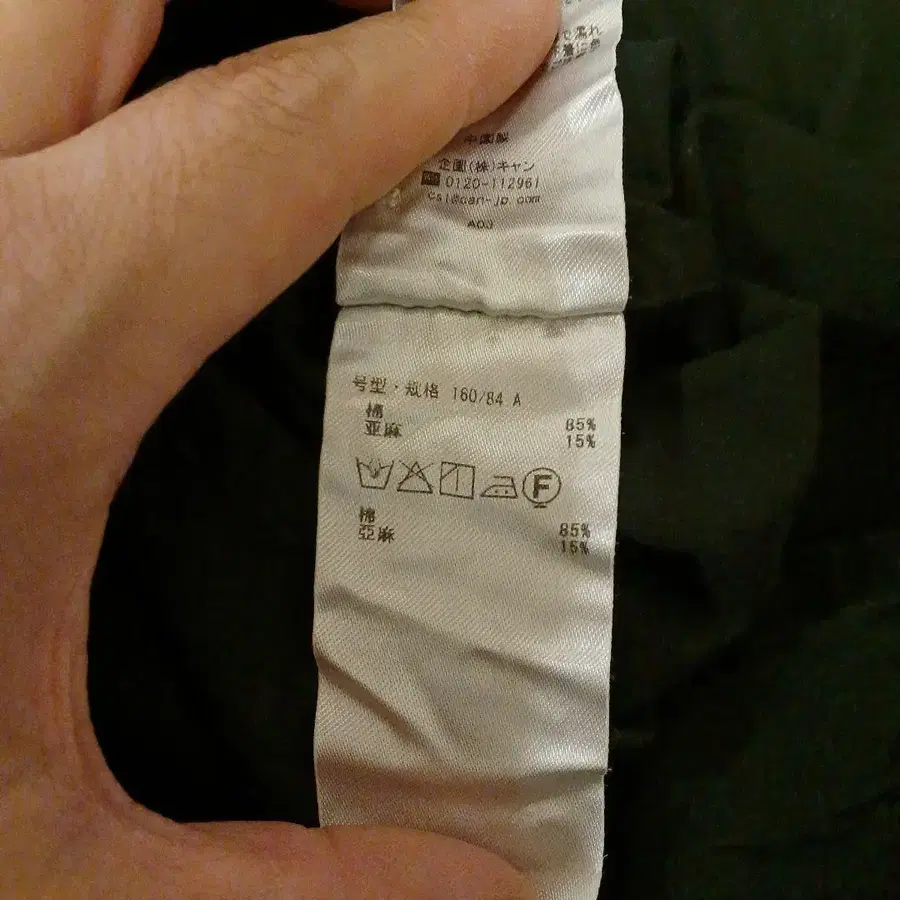 中国製
企画(株)キャン
0120-112961
csl@can-jp.com
A03
号型・规格 160/84 A
棉 85%
亚麻 15%
F
棉 85%
亞麻 15%